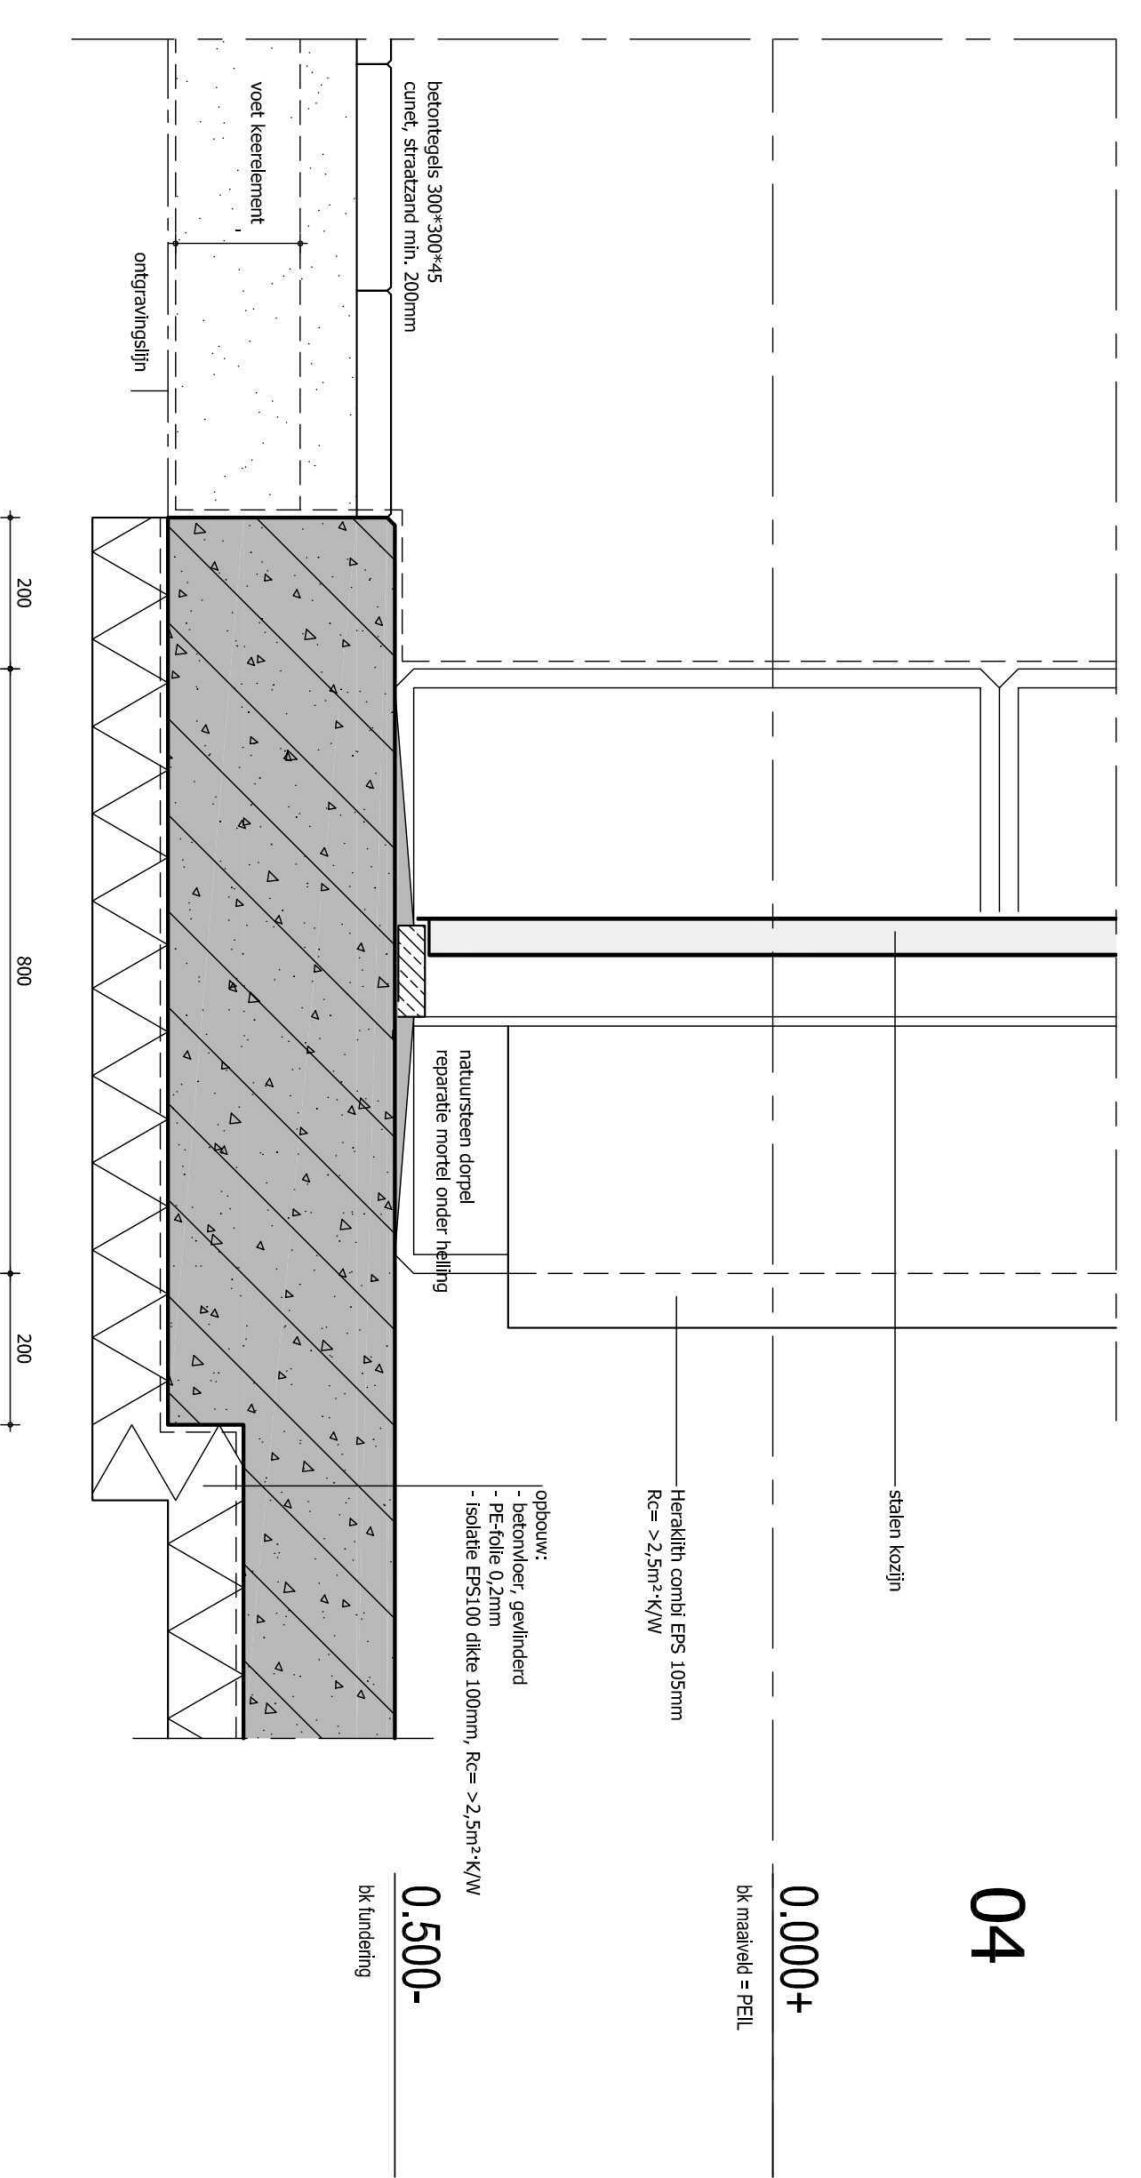 04
0.000+
bk maaiveld = PEIL
0.500-
bk fundering
stalen kozijn
Heraklith combi EPS 105mm
Rc= >2,5m²·K/W
opbouw:
- betonvloer, gevlinderd
- PE-folie 0,2mm
- isolatie EPS100 dikte 100mm, Rc= >2,5m²·K/W
natuursteen dorpel
reparatie mortel onder helling
betontegels 300*300*45
cunet, straatzand min. 200mm
voet keerelement
ontgravingslijn
200
800
200